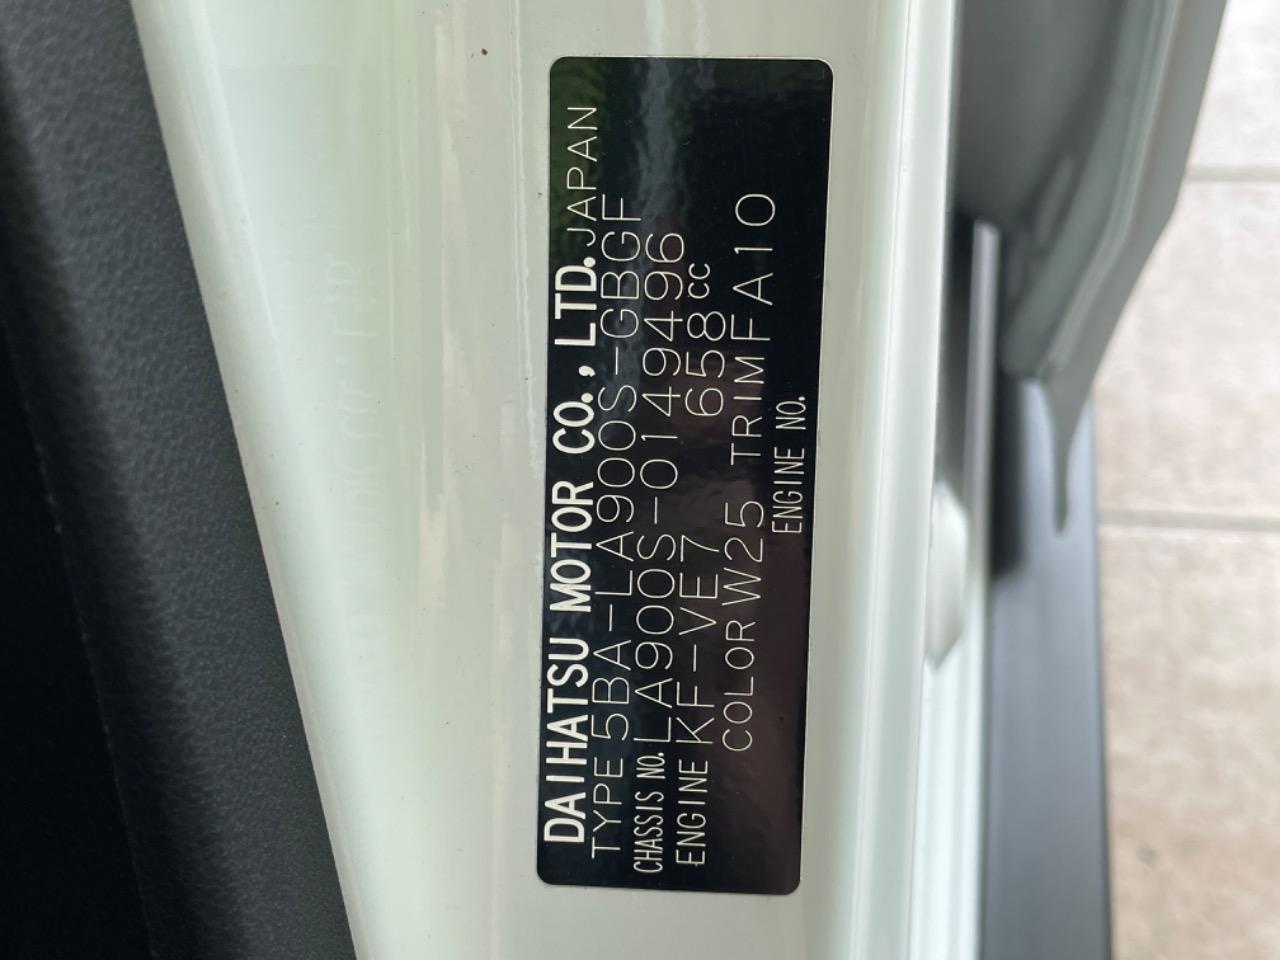 DAIHATSU MOTOR CO., LTD. JAPAN
TYPE 5BA-LA900S-GBGF
CHASSIS NO. LA900S-0149496
ENGINE KF-VE7 658cc
COLOR W25 TRIM FA10
ENGINE NO.